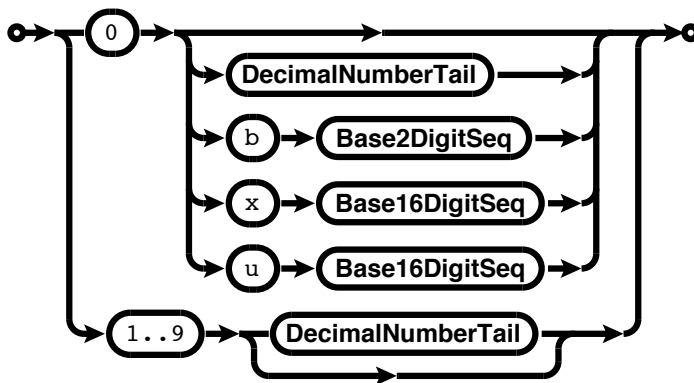 0
DecimalNumberTail
b Base2DigitSeq
x Base16DigitSeq
u Base16DigitSeq
1..9 DecimalNumberTail